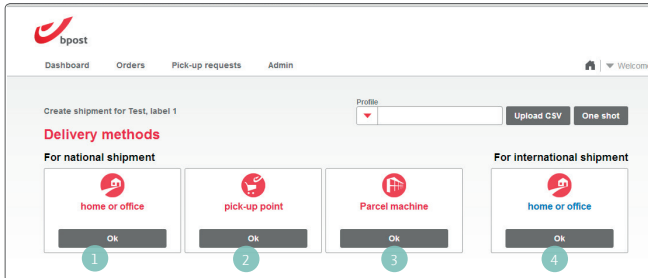 bpost
Dashboard Orders Pick-up requests Admin Welcome
Profile
Create shipment for Test, label 1 Upload CSV One shot
Delivery methods
For national shipment For international shipment
home or office pick-up point Parcel machine home or office
Ok Ok Ok Ok
1 2 3 4